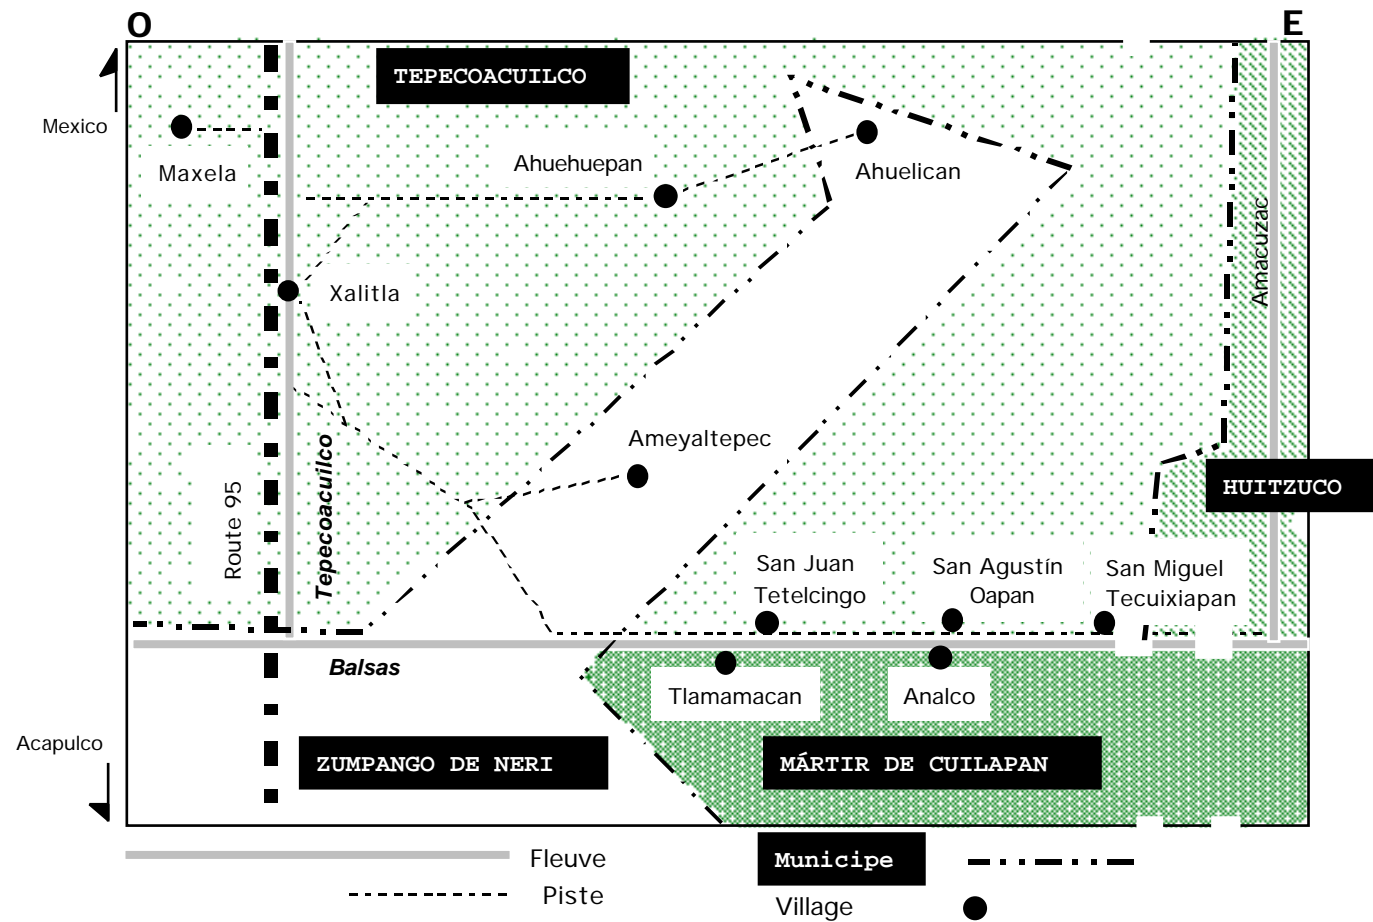 O
E
TEPECOACUILCO
Mexico
Maxela
Ahuehuepan
Ahuelican
Amacuzac
Xalitla
Ameyaltepec
HUITZUCO
Route 95
Tepecoacuilco
San Juan
Tetelcingo
San Agustín
Oapan
San Miguel
Tecuixiapan
Balsas
Tlamamacan
Analco
Acapulco
ZUMPANGO DE NERI
MÁRTIR DE CUILAPAN
Fleuve
Municipe
Piste
Village